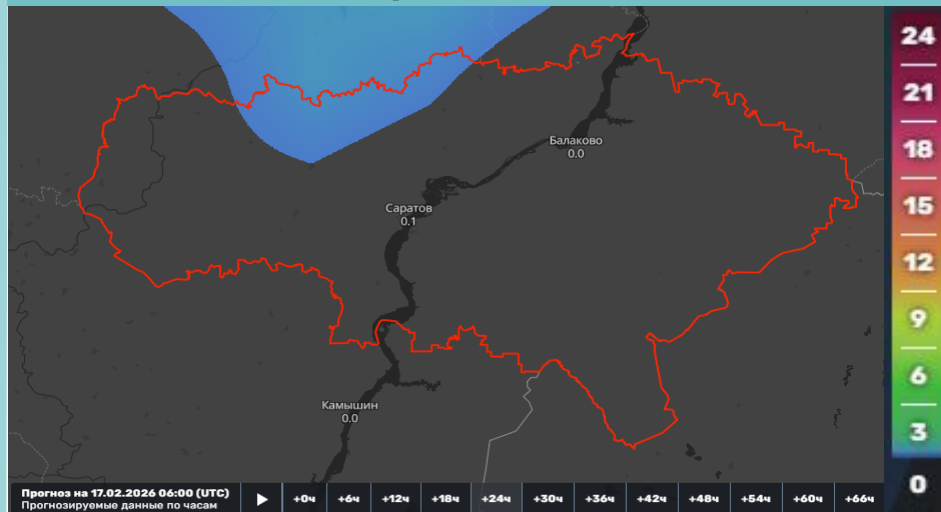 24
21
18
Балаково
0.0
15
Саратов
0.1
12
9
6
Камышин
0.0
3
0
Прогноз на 17.02.2026 06:00 (UTC)
Прогнозируемые данные по часам
+0ч +6ч +12ч +18ч +24ч +30ч +36ч +42ч +48ч +54ч +60ч +66ч